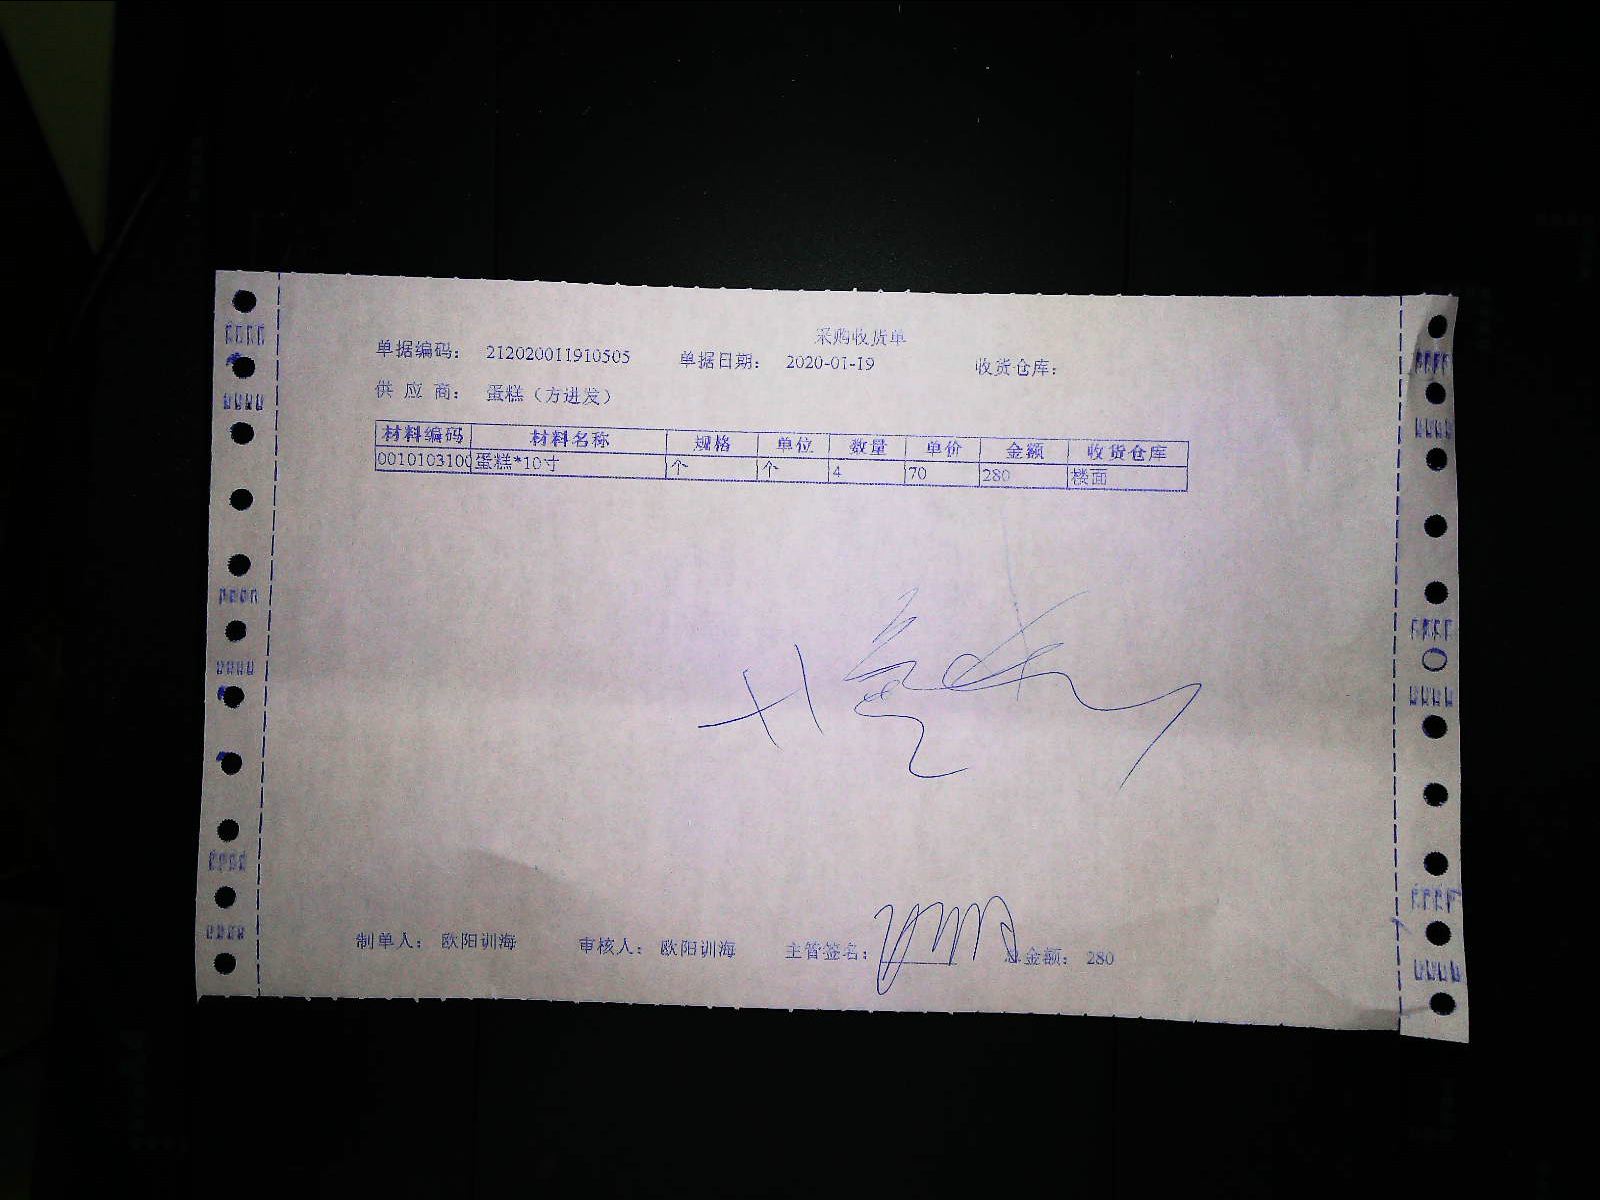 采购收货单
单据编码： 212020011910505 单据日期： 2020-01-19 收货仓库：
供 应 商： 蛋糕（方进发）
材料编码 材料名称 规格 单位 数量 单价 金额 收货仓库
0010103100 蛋糕*10寸 个 个 4 70 280 楼面
制单人： 欧阳训海 审核人： 欧阳训海 主管签名： 总金额： 280